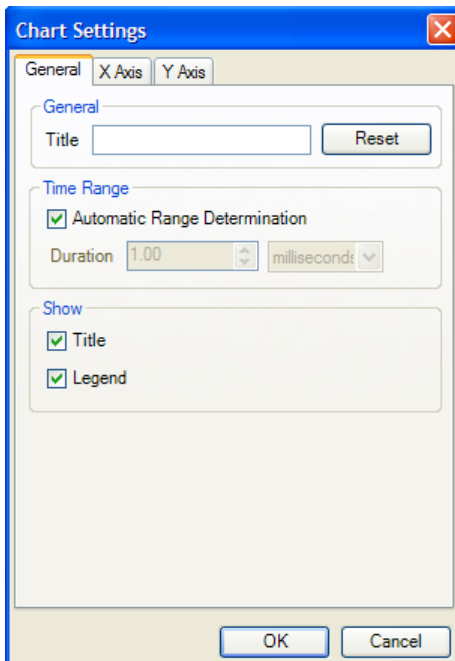 Chart Settings
General X Axis Y Axis
General
Title Reset
Time Range
Automatic Range Determination
Duration 1.00 milliseconds
Show
Title
Legend
OK Cancel